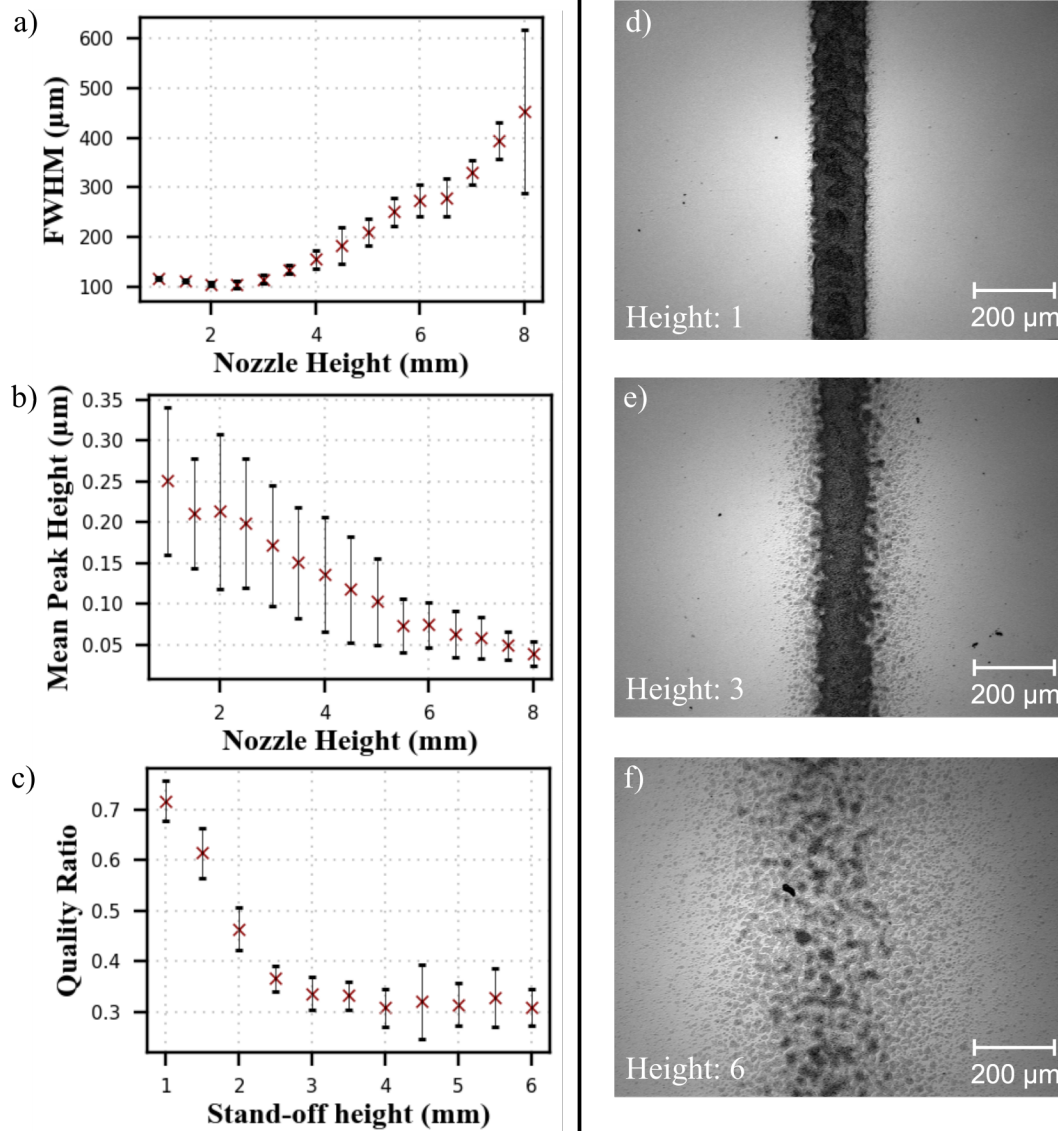 a)
600
500
400
300
200
100
FWHM (µm)
2
4
6
8
Nozzle Height (mm)
b)
0.35
0.30
0.25
0.20
0.15
0.10
0.05
Mean Peak Height (µm)
2
4
6
8
Nozzle Height (mm)
c)
0.7
0.6
0.5
0.4
0.3
Quality Ratio
1
2
3
4
5
6
Stand-off height (mm)
d)
Height: 1
200 µm
e)
Height: 3
200 µm
f)
Height: 6
200 µm